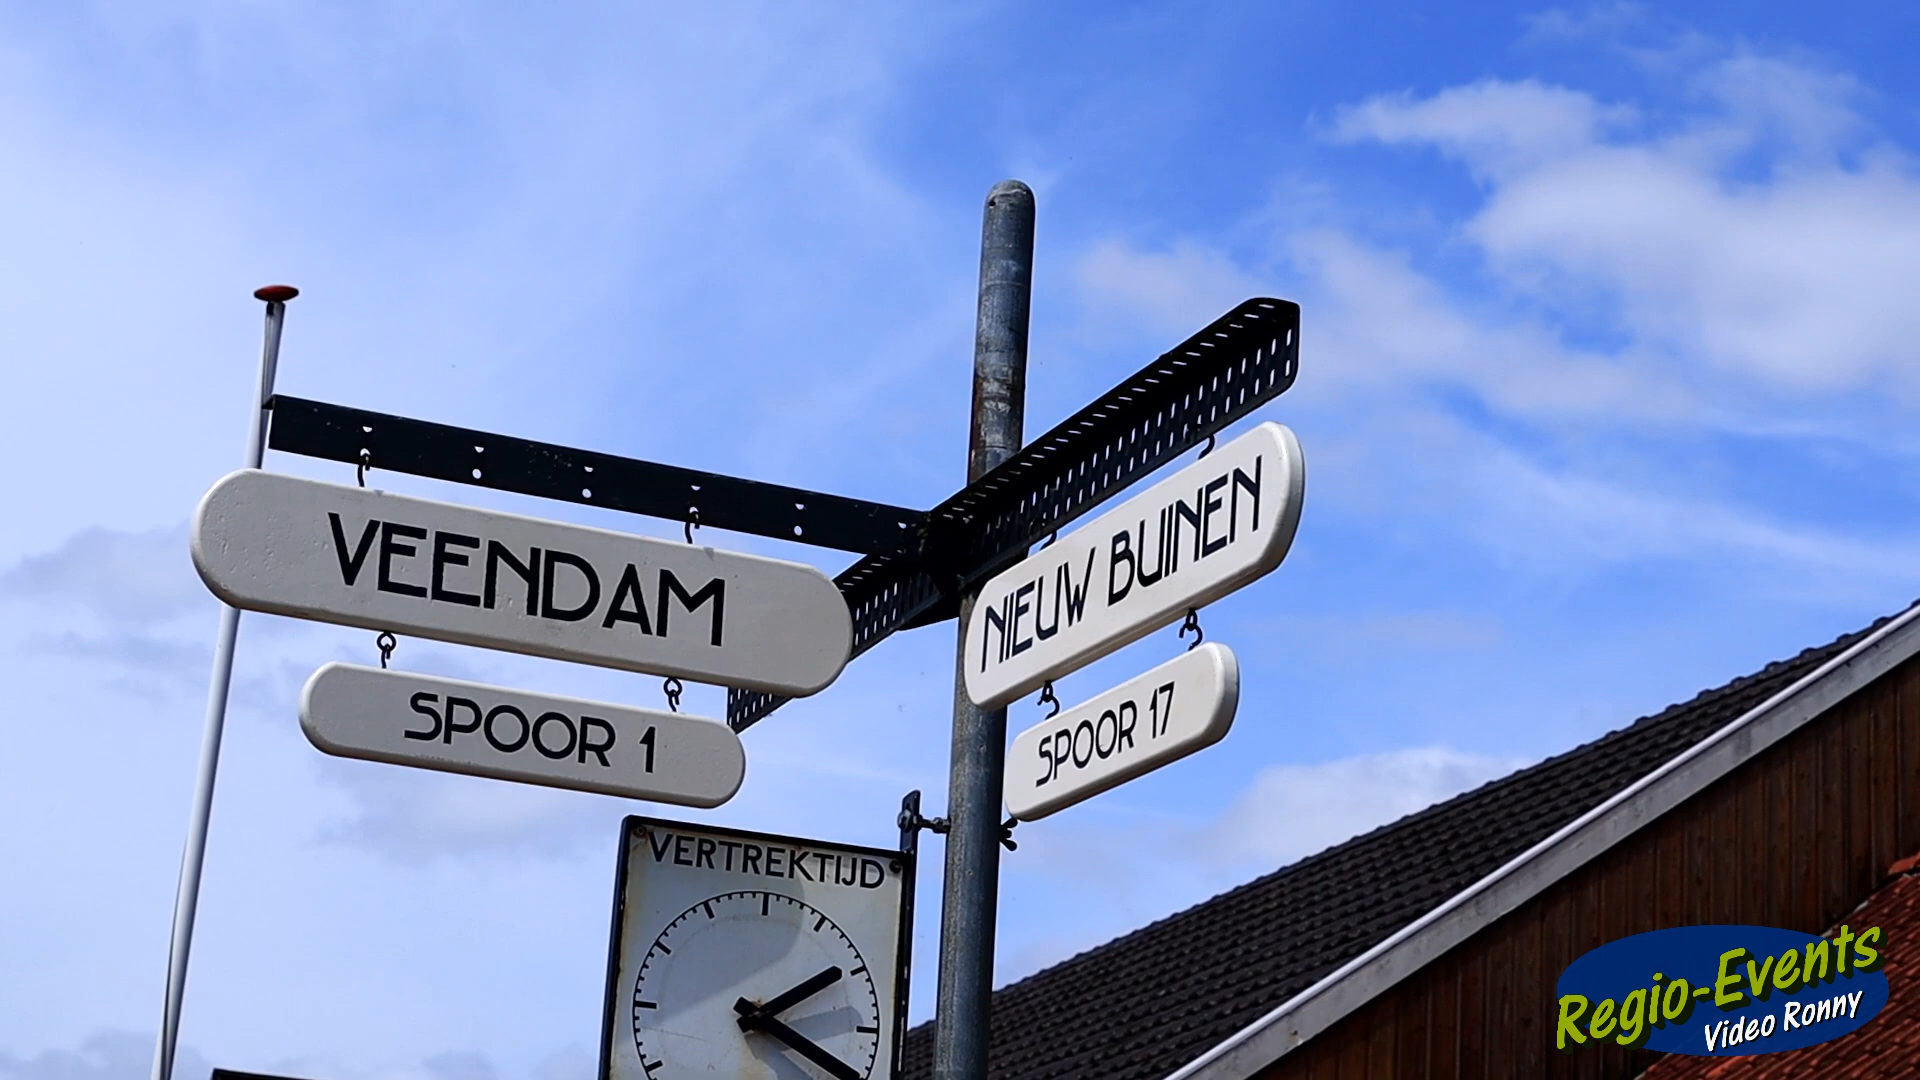 VEENDAM
SPOOR 1
NIEUW BUINEN
SPOOR 17
VERTREKTIJD
Regio-Events
Video Ronny